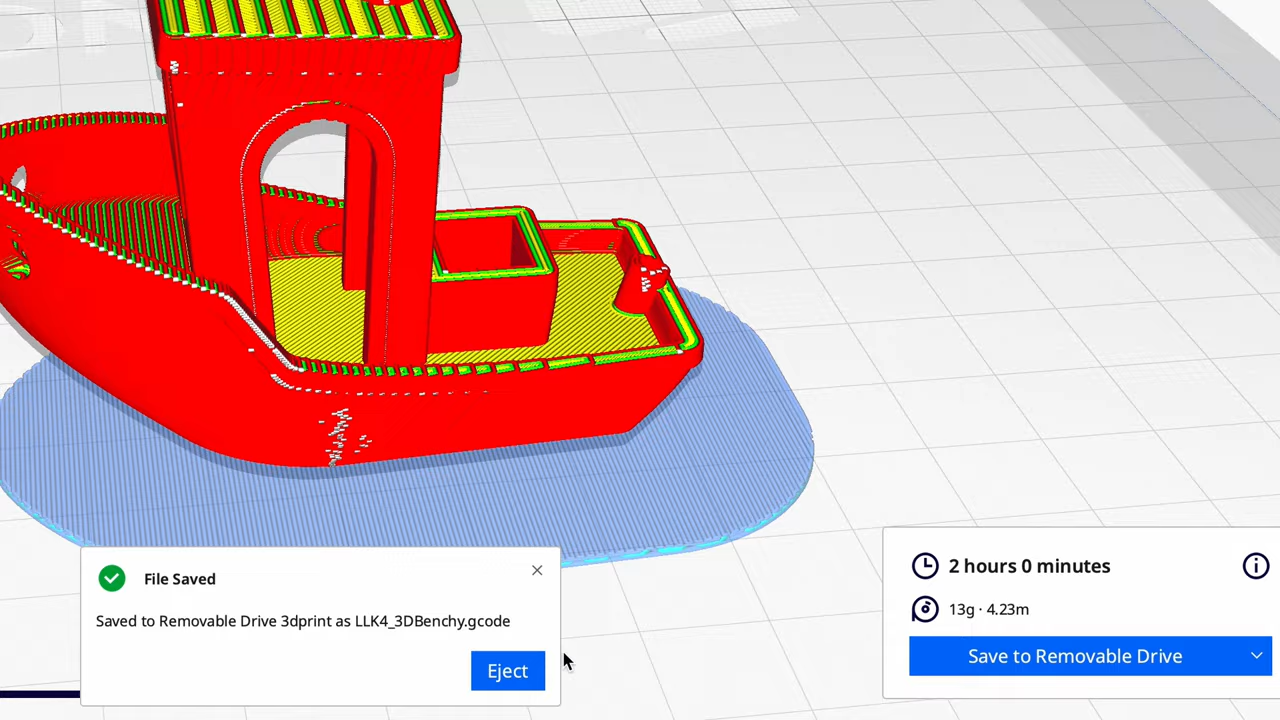 File Saved
Saved to Removable Drive 3dprint as LLK4_3DBenchy.gcode
Eject
2 hours 0 minutes
13g · 4.23m
Save to Removable Drive